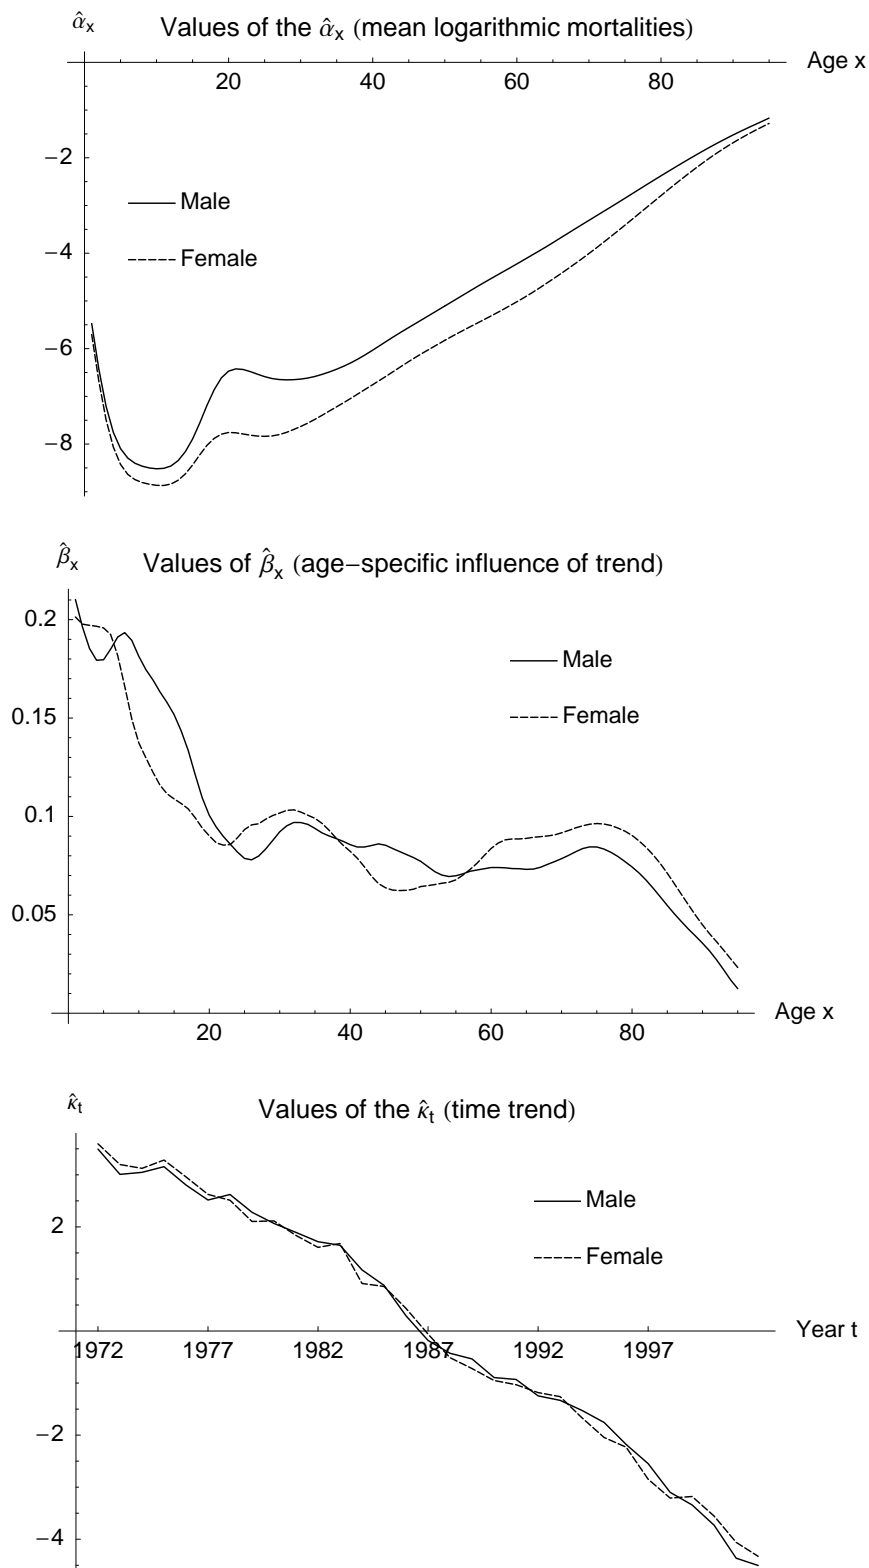 α̂x
Values of the α̂x (mean logarithmic mortalities)
Age x
20 40 60 80
−2
Male
−4
Female
−6
−8
β̂x
Values of β̂x (age−specific influence of trend)
0.2
Male
0.15
Female
0.1
0.05
Age x
20 40 60 80
κ̂t
Values of the κ̂t (time trend)
Male
2
Female
Year t
1972 1977 1982 1987 1992 1997
−2
−4